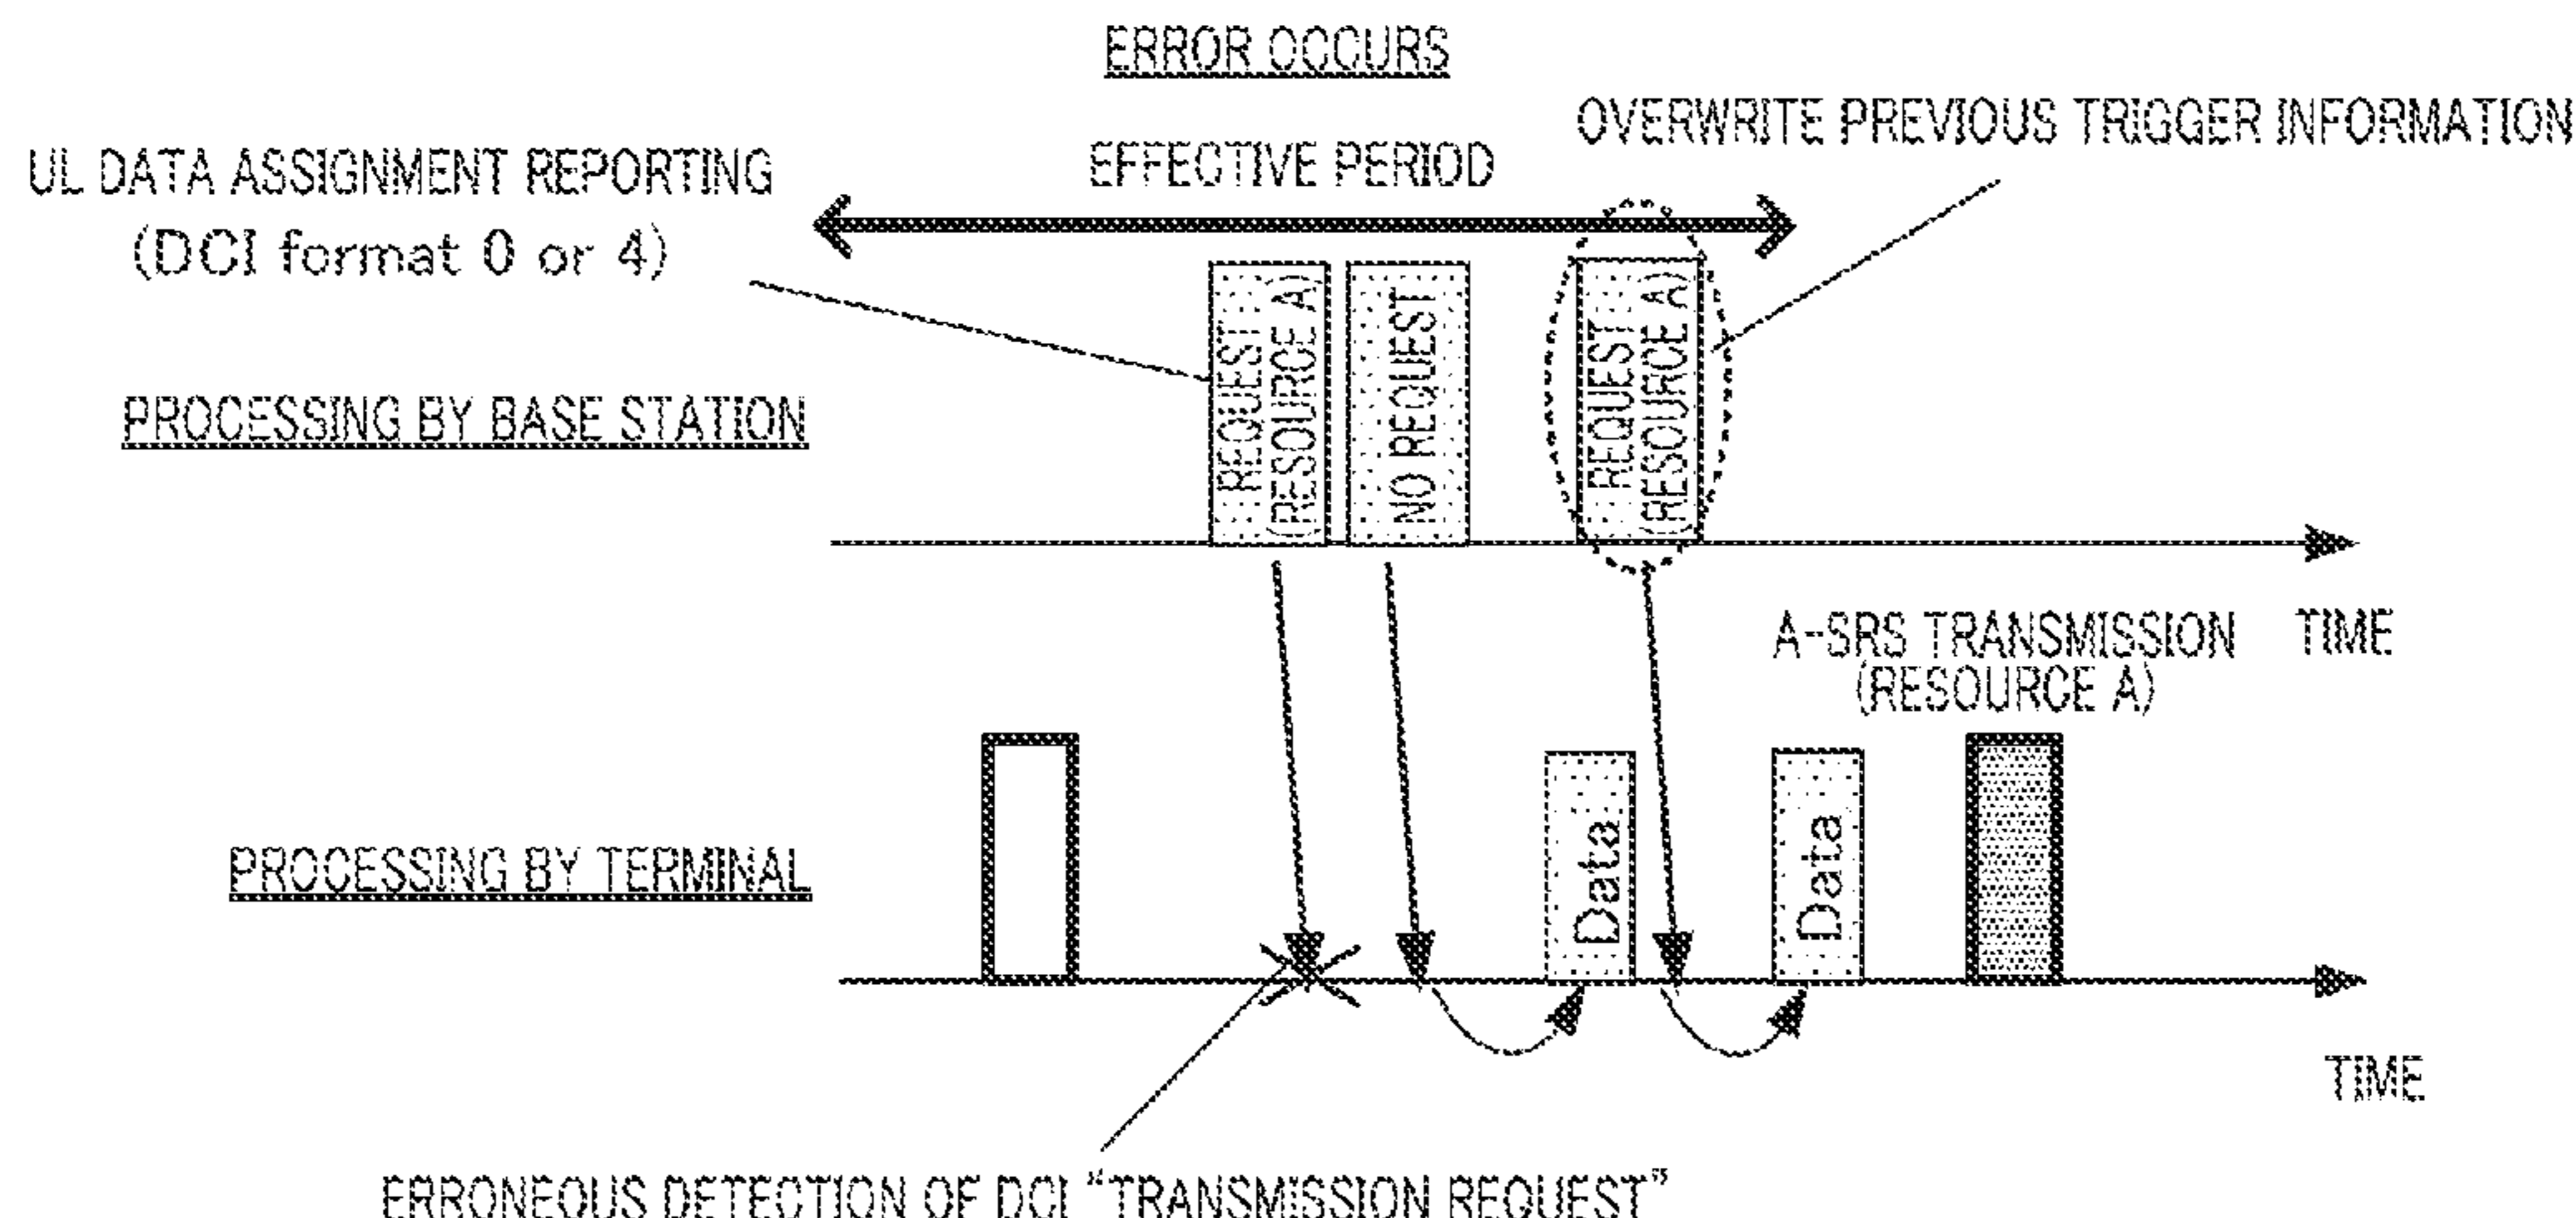 ERROR OCCURS
OVERWRITE PREVIOUS TRIGGER INFORMATION
UL DATA ASSIGNMENT REPORTING
(DCI format 0 or 4)
EFFECTIVE PERIOD
REQUEST
(RESOURCE A)
NO REQUEST
REQUEST
(RESOURCE A)
PROCESSING BY BASE STATION
A-SRS TRANSMISSION
(RESOURCE A)
TIME
Data
Data
PROCESSING BY TERMINAL
TIME
ERRONEOUS DETECTION OF DCI “TRANSMISSION REQUEST”